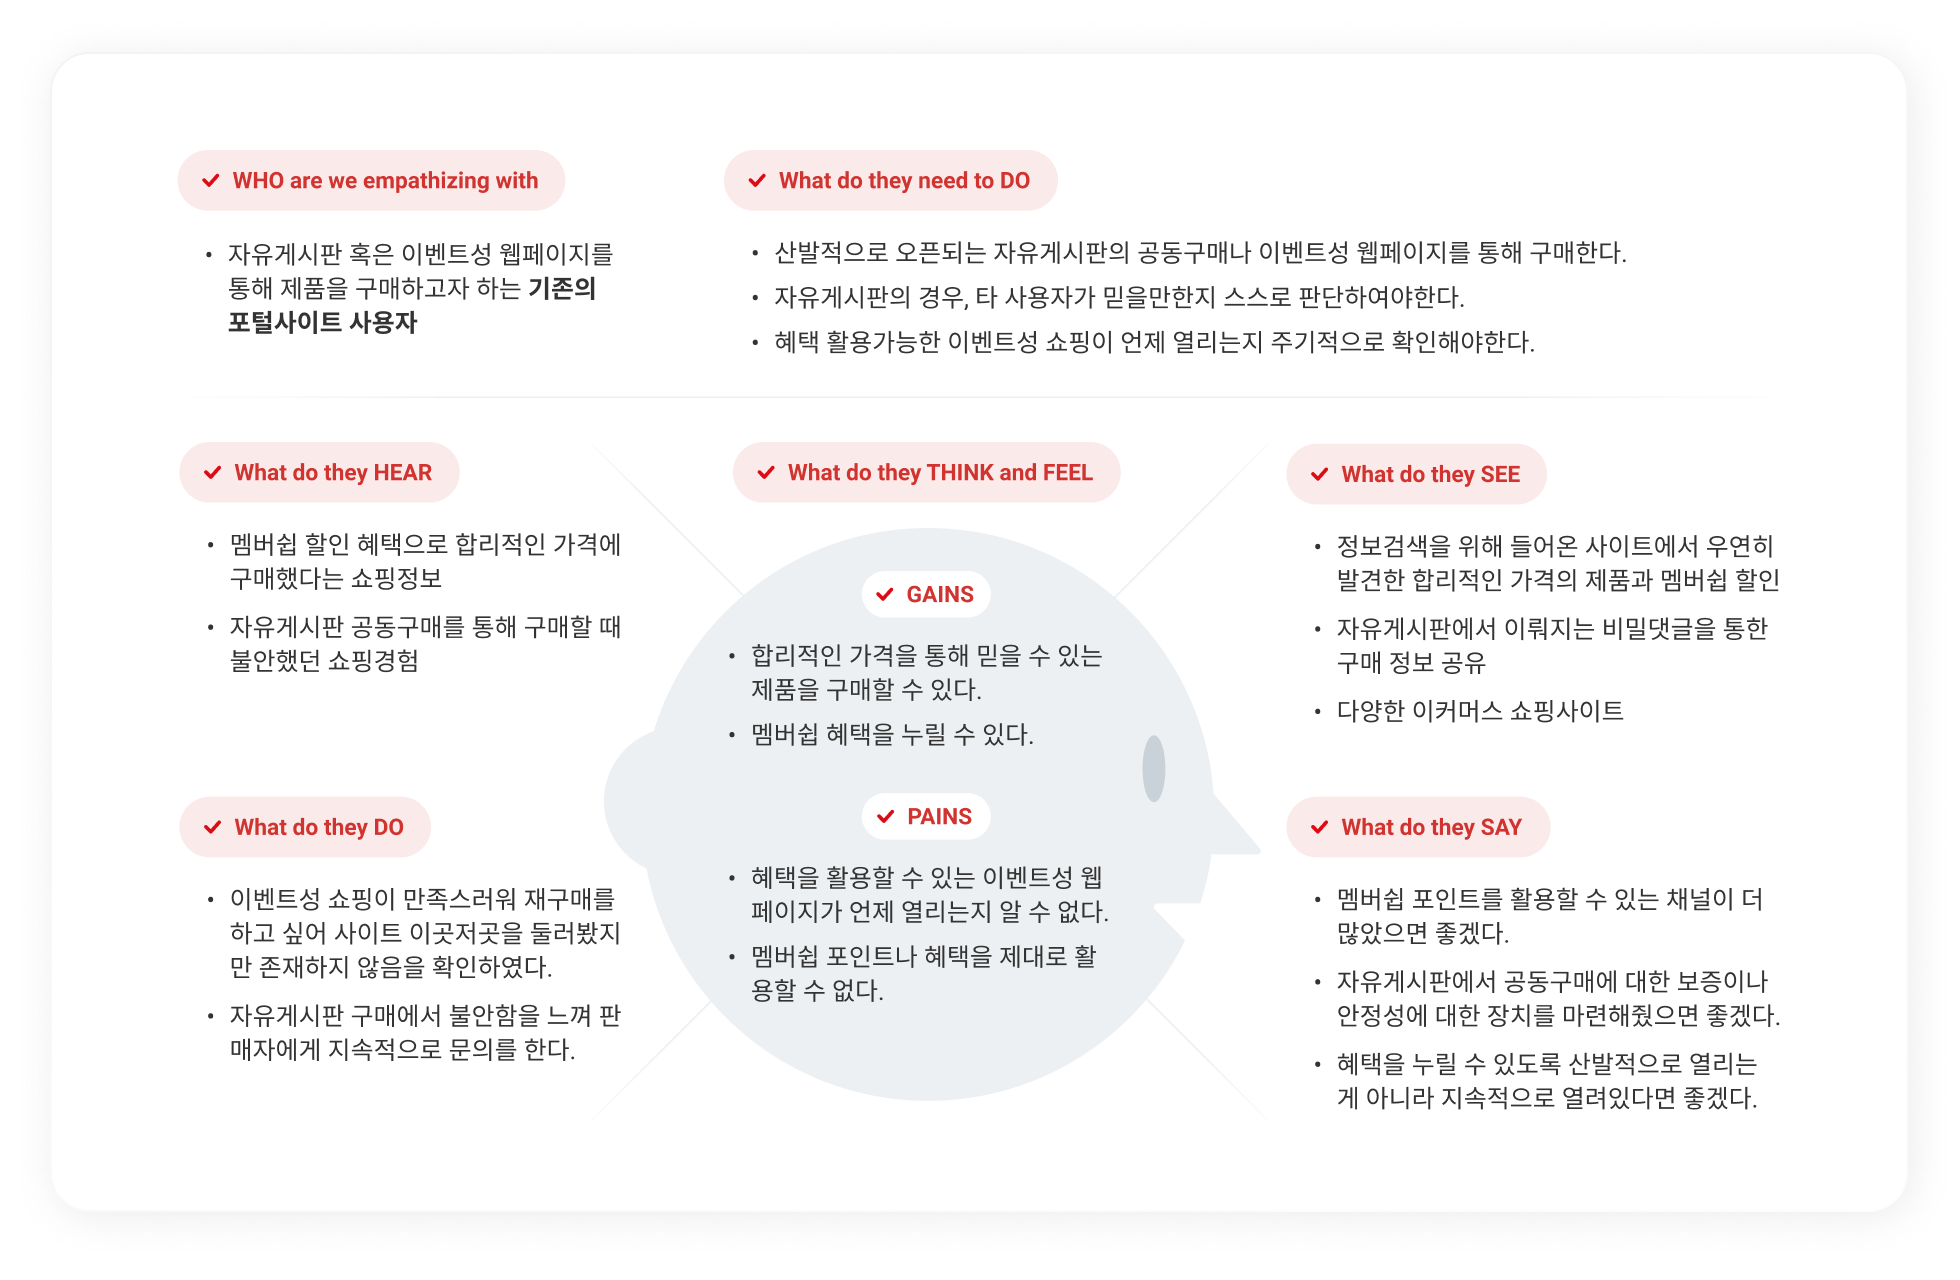 WHO are we empathizing with
• 자유게시판 혹은 이벤트성 웹페이지를
통해 제품을 구매하고자 하는 기존의
포털사이트 사용자
What do they need to DO
• 산발적으로 오픈되는 자유게시판의 공동구매나 이벤트성 웹페이지를 통해 구매한다.
• 자유게시판의 경우, 타 사용자가 믿을만한지 스스로 판단하여야한다.
• 혜택 활용가능한 이벤트성 쇼핑이 언제 열리는지 주기적으로 확인해야한다.
What do they HEAR
• 멤버쉽 할인 혜택으로 합리적인 가격에
구매했다는 쇼핑정보
• 자유게시판 공동구매를 통해 구매할 때
불안했던 쇼핑경험
What do they THINK and FEEL
GAINS
• 합리적인 가격을 통해 믿을 수 있는
제품을 구매할 수 있다.
• 멤버쉽 혜택을 누릴 수 있다.
PAINS
• 혜택을 활용할 수 있는 이벤트성 웹
페이지가 언제 열리는지 알 수 없다.
• 멤버쉽 포인트나 혜택을 제대로 활
용할 수 없다.
What do they SEE
• 정보검색을 위해 들어온 사이트에서 우연히
발견한 합리적인 가격의 제품과 멤버쉽 할인
• 자유게시판에서 이뤄지는 비밀댓글을 통한
구매 정보 공유
• 다양한 이커머스 쇼핑사이트
What do they DO
• 이벤트성 쇼핑이 만족스러워 재구매를
하고 싶어 사이트 이곳저곳을 둘러봤지
만 존재하지 않음을 확인하였다.
• 자유게시판 구매에서 불안함을 느껴 판
매자에게 지속적으로 문의를 한다.
What do they SAY
• 멤버쉽 포인트를 활용할 수 있는 채널이 더
많았으면 좋겠다.
• 자유게시판에서 공동구매에 대한 보증이나
안정성에 대한 장치를 마련해줬으면 좋겠다.
• 혜택을 누릴 수 있도록 산발적으로 열리는
게 아니라 지속적으로 열려있다면 좋겠다.